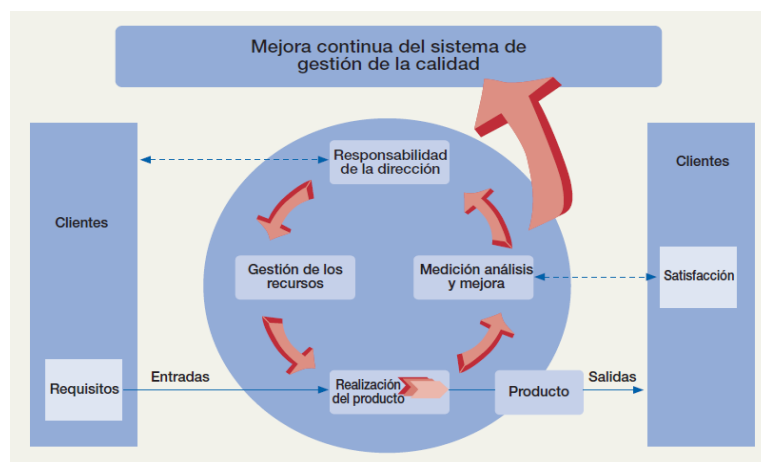 Mejora continua del sistema de
gestión de la calidad
Responsabilidad
de la dirección
Clientes
Clientes
Gestión de los
recursos
Medición análisis
y mejora
Satisfacción
Requisitos
Entradas
Realización
del producto
Producto
Salidas